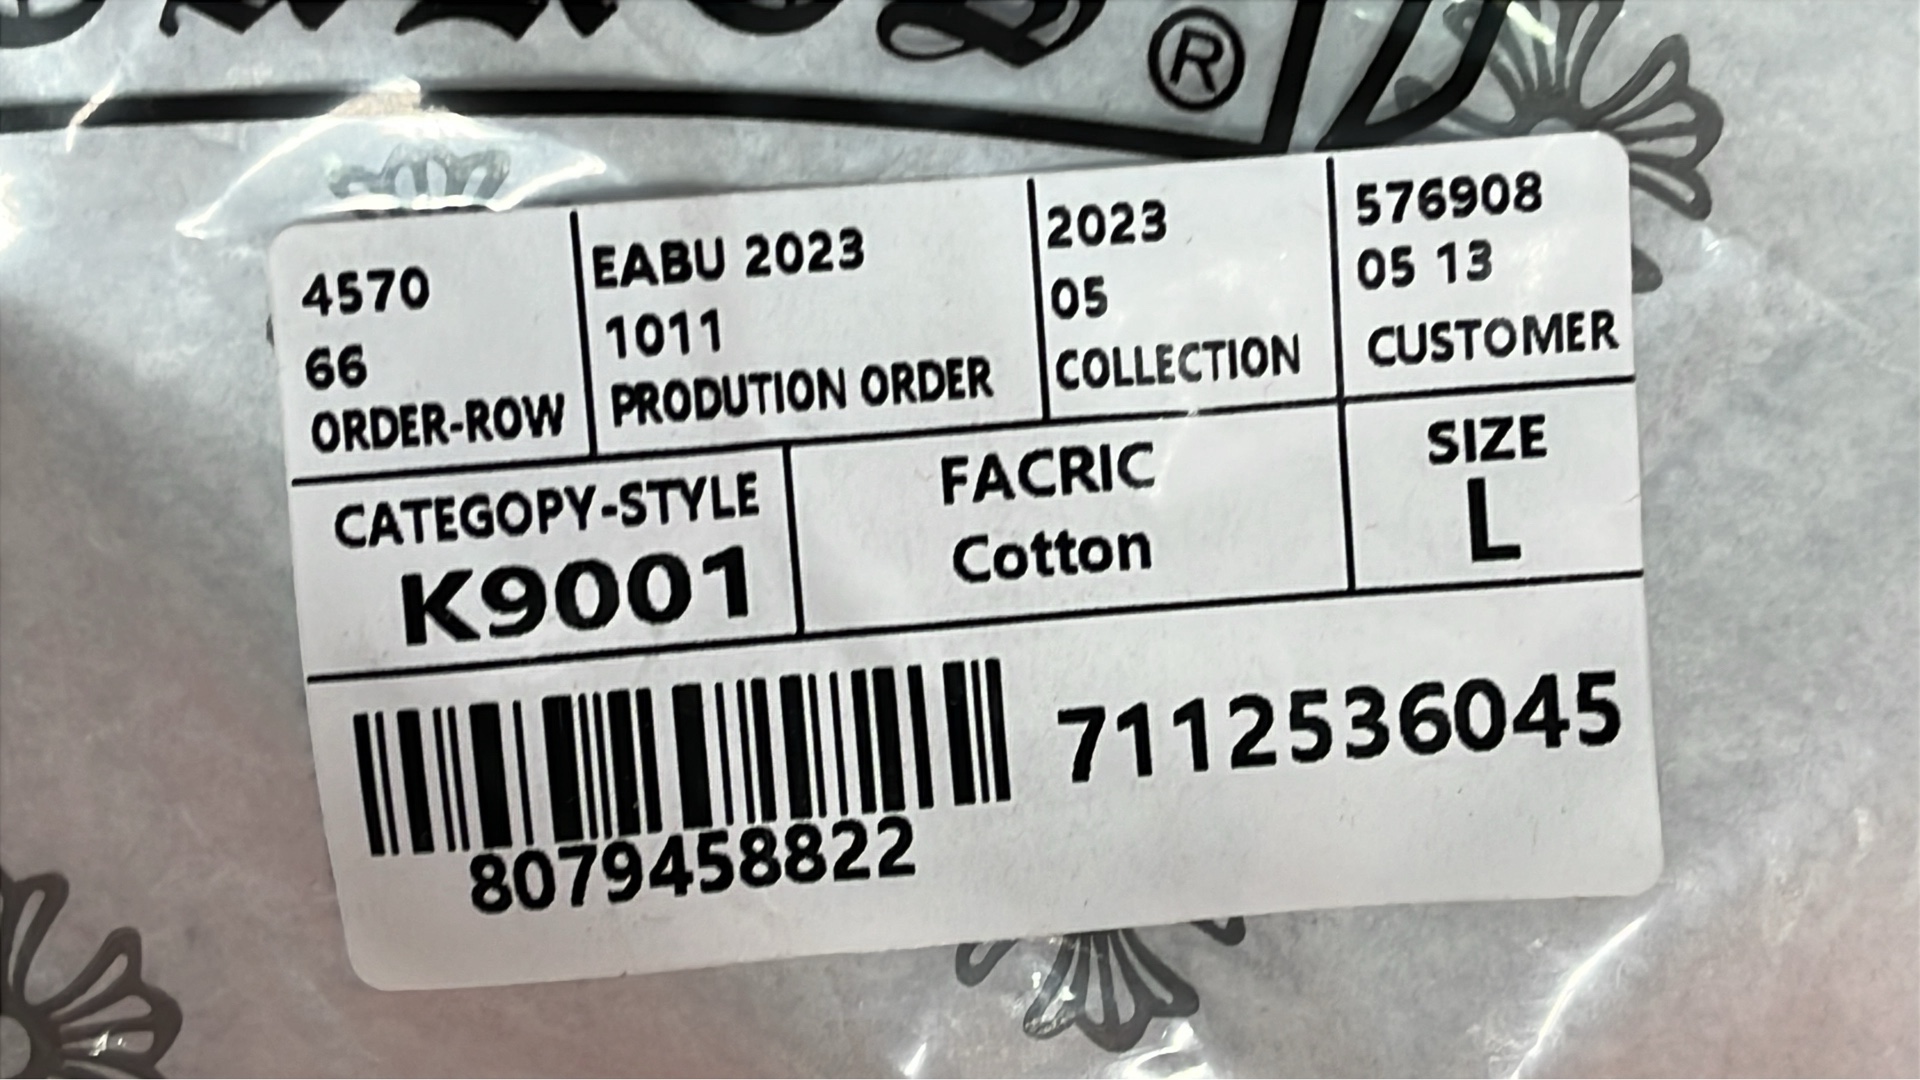 ®
4570
66
ORDER-ROW
EABU 2023
1011
PRODUTION ORDER
2023
05
COLLECTION
576908
05 13
CUSTOMER
CATEGOPY-STYLE
K9001
FACRIC
Cotton
SIZE
L
8079458822
7112536045